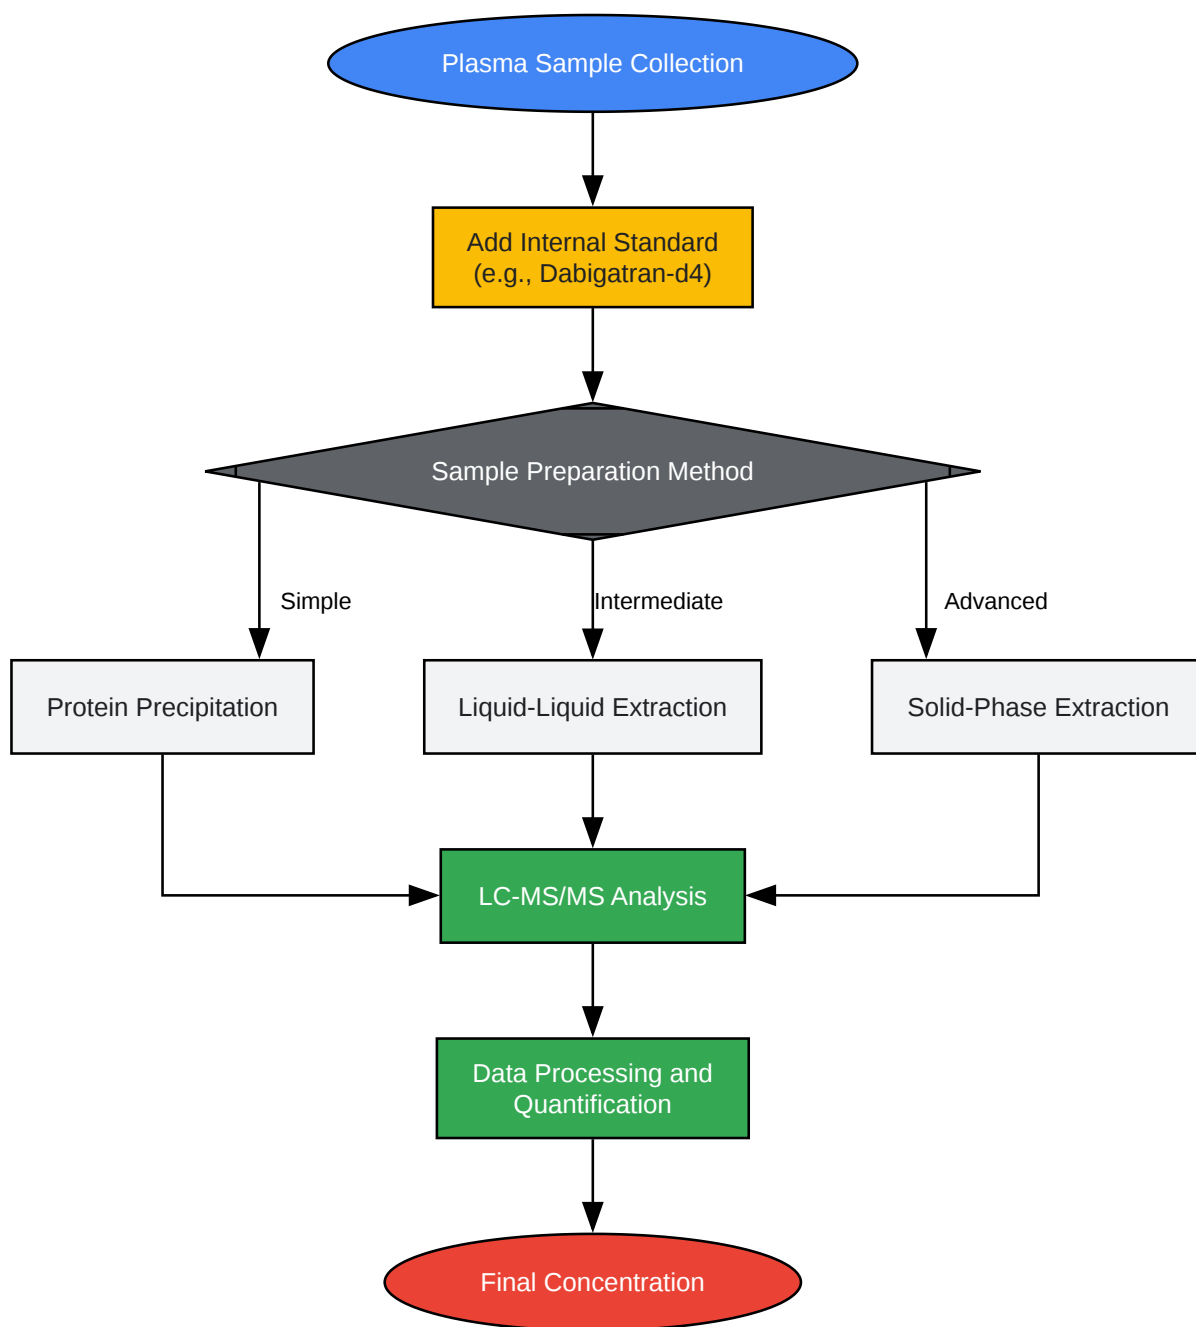 Plasma Sample Collection
Add Internal Standard
(e.g., Dabigatran-d4)
Sample Preparation Method
Simple
Intermediate
Advanced
Protein Precipitation
Liquid-Liquid Extraction
Solid-Phase Extraction
LC-MS/MS Analysis
Data Processing and
Quantification
Final Concentration